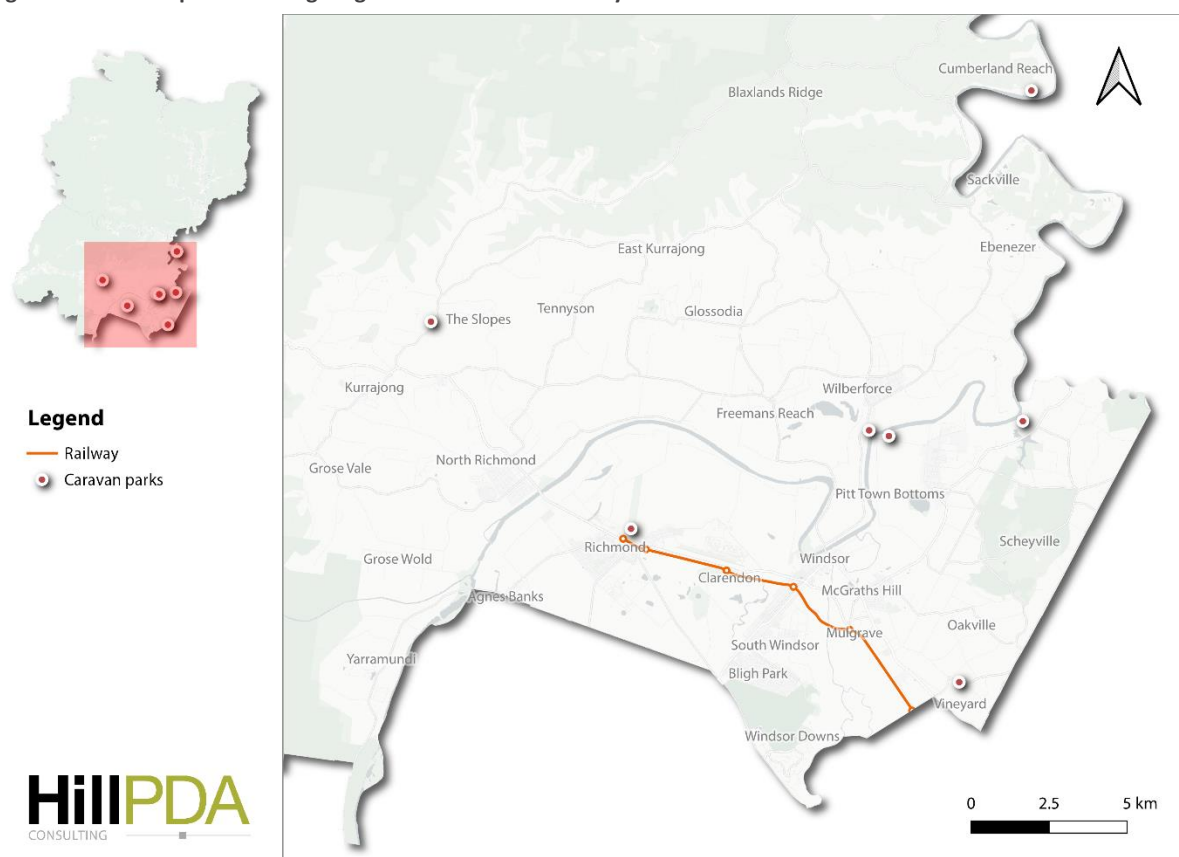 Cumberland Reach
Blaxlands Ridge
Sackville
East Kurrajong
Ebenezer
Tennyson
Glossodia
The Slopes
Kurrajong
Wilberforce
Freemans Reach
Legend
Railway
Caravan parks
Grose Vale
North Richmond
Pitt Town Bottoms
Scheyville
Richmond
Windsor
Grose Wold
Clarendon
McGraths Hill
Agnes Banks
Oakville
Mulgrave
South Windsor
Yarramundi
Bligh Park
Vineyard
Windsor Downs
HillPDA
CONSULTING
0 2.5 5 km